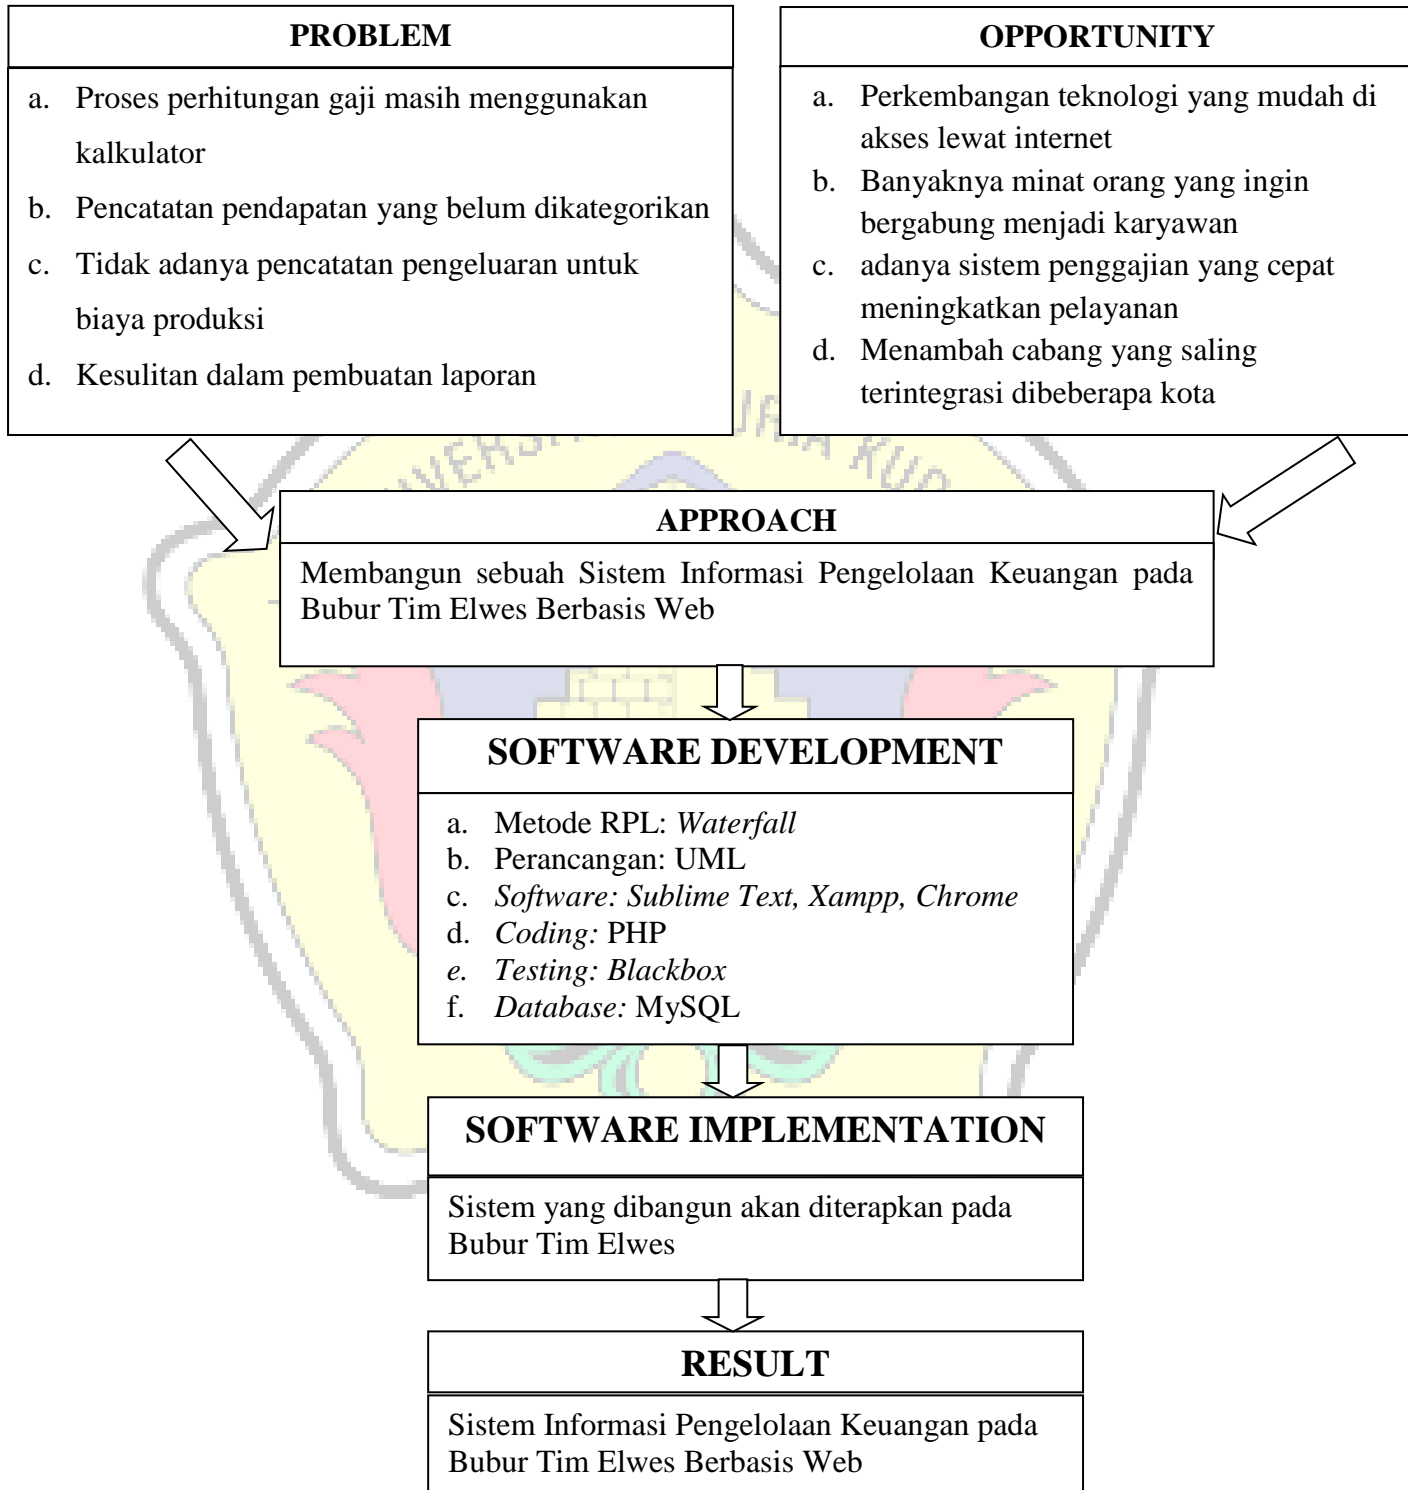 PROBLEM
a. Proses perhitungan gaji masih menggunakan
kalkulator
b. Pencatatan pendapatan yang belum dikategorikan
c. Tidak adanya pencatatan pengeluaran untuk
biaya produksi
d. Kesulitan dalam pembuatan laporan
OPPORTUNITY
a. Perkembangan teknologi yang mudah di
akses lewat internet
b. Banyaknya minat orang yang ingin
bergabung menjadi karyawan
c. adanya sistem penggajian yang cepat
meningkatkan pelayanan
d. Menambah cabang yang saling
terintegrasi dibeberapa kota
APPROACH
Membangun sebuah Sistem Informasi Pengelolaan Keuangan pada
Bubur Tim Elwes Berbasis Web
SOFTWARE DEVELOPMENT
a. Metode RPL: Waterfall
b. Perancangan: UML
c. Software: Sublime Text, Xampp, Chrome
d. Coding: PHP
e. Testing: Blackbox
f. Database: MySQL
SOFTWARE IMPLEMENTATION
Sistem yang dibangun akan diterapkan pada
Bubur Tim Elwes
RESULT
Sistem Informasi Pengelolaan Keuangan pada
Bubur Tim Elwes Berbasis Web